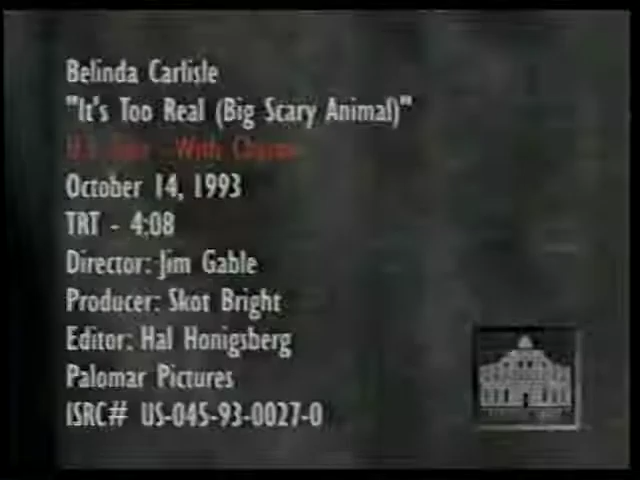 Belinda Carlisle
"It's Too Real (Big Scary Animal)"
With
October 14, 1993
TRT - 4:08
Director: Jim Gable
Producer: Skot Bright
Editor: Hal Honigsberg
Palomar Pictures
ISRC# US-045-93-0027-0